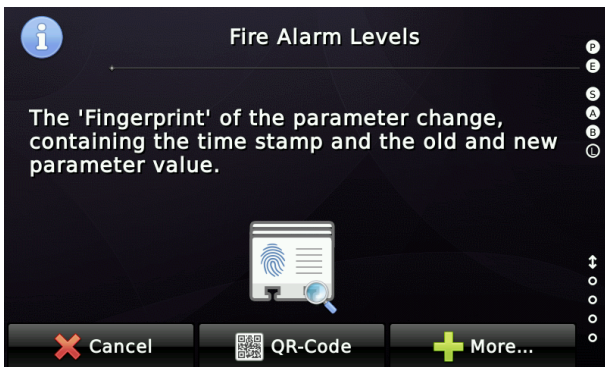 Fire Alarm Levels
P
E
S
A
B
L
The 'Fingerprint' of the parameter change,
containing the time stamp and the old and new
parameter value.
Cancel
QR-Code
More...